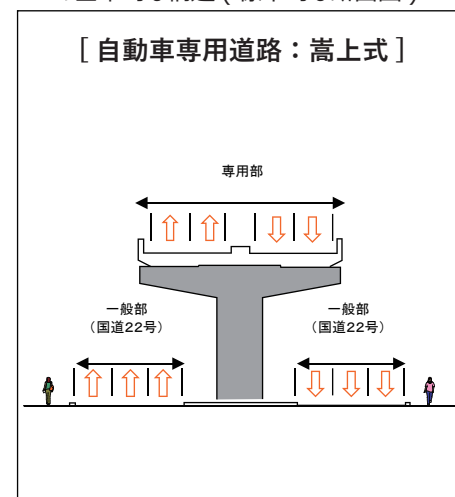 [ 自動車専用道路：嵩上式 ]
専用部
一般部
（国道22号）
一般部
（国道22号）